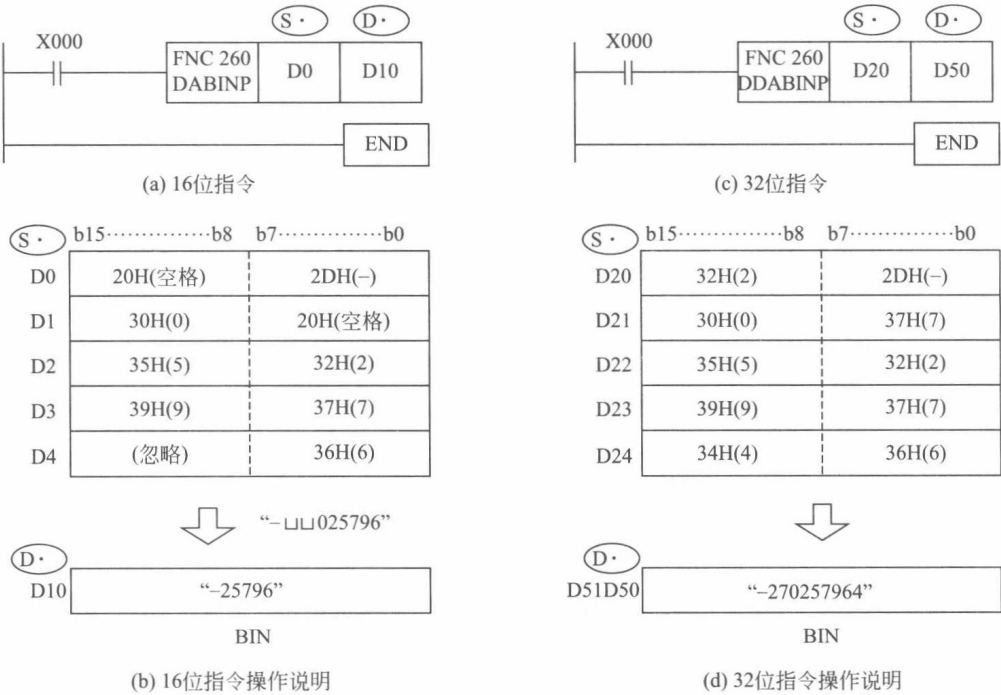 S· D·
X000
FNC 260 DABINP D0 D10
END
(a) 16位指令
S· b15··············b8 b7··············b0
D0 20H(空格) 2DH(−)
D1 30H(0) 20H(空格)
D2 35H(5) 32H(2)
D3 39H(9) 37H(7)
D4 (忽略) 36H(6)
“−⊔⊔025796”
D·
D10 “−25796”
BIN
(b) 16位指令操作说明
S· D·
X000
FNC 260 DDABINP D20 D50
END
(c) 32位指令
S· b15··············b8 b7··············b0
D20 32H(2) 2DH(−)
D21 30H(0) 37H(7)
D22 35H(5) 32H(2)
D23 39H(9) 37H(7)
D24 34H(4) 36H(6)
D·
D51D50 “−270257964”
BIN
(d) 32位指令操作说明